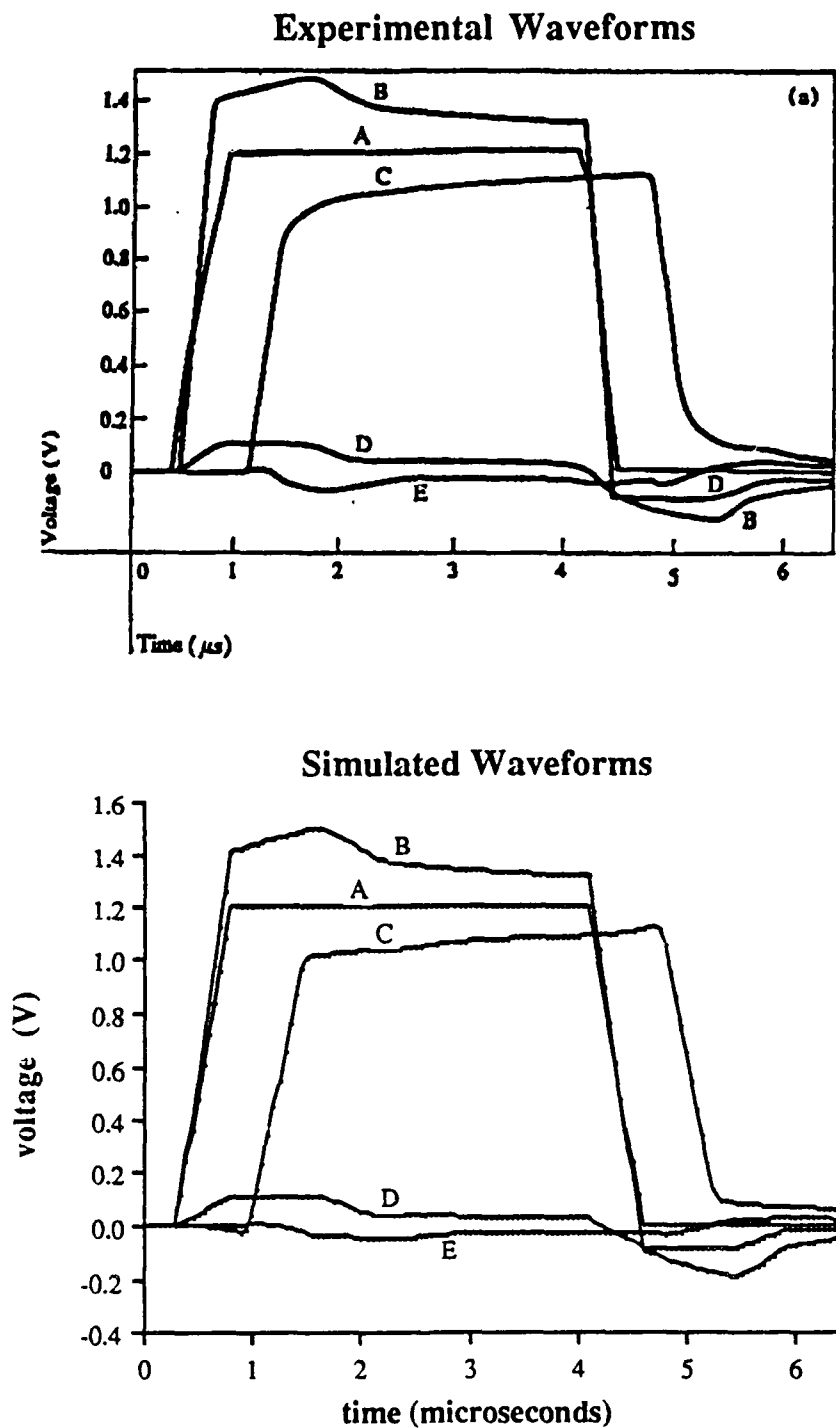 Experimental Waveforms
(a)
1.4
1.2
1.0
0.8
0.6
0.4
0.2
0
Voltage (V)
B
A
C
D
E
D
B
0 1 2 3 4 5 6
Time (μs)
Simulated Waveforms
1.6
1.4
1.2
1.0
0.8
0.6
0.4
0.2
0.0
-0.2
-0.4
voltage (V)
B
A
C
D
E
0 1 2 3 4 5 6
time (microseconds)